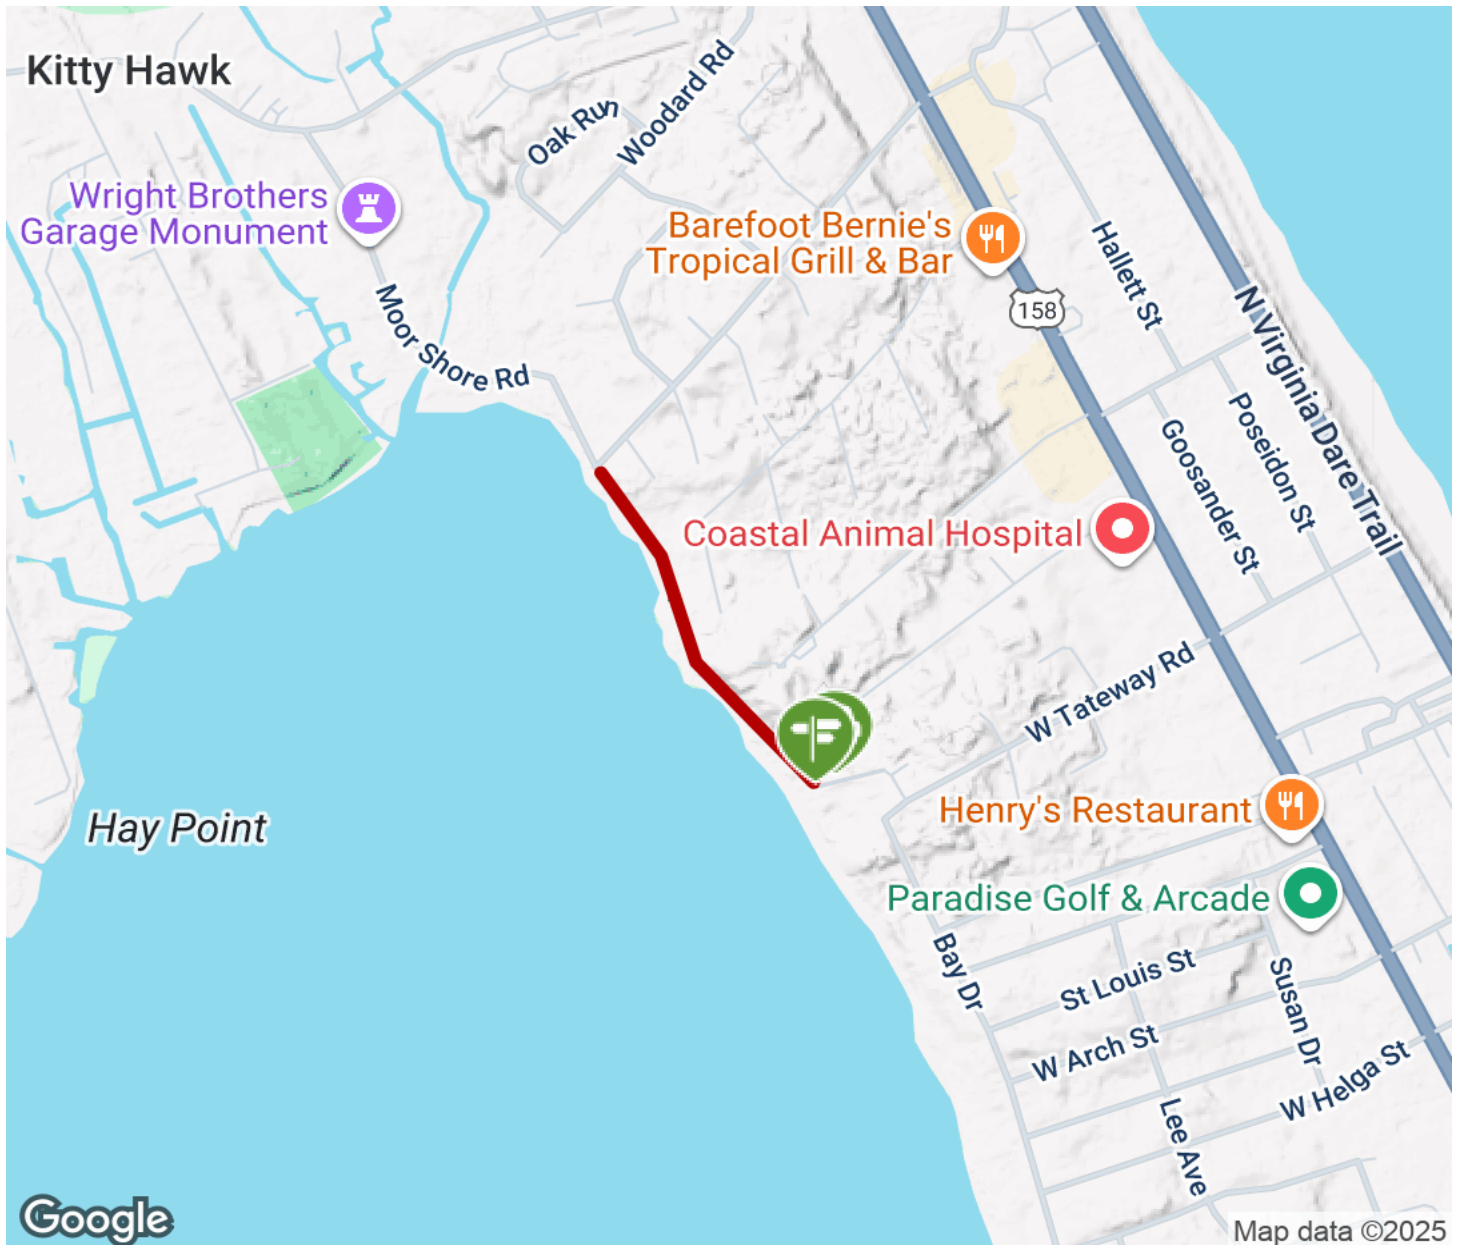 Kitty Hawk
Oak Run
Woodard Rd
Wright Brothers
Garage Monument
Barefoot Bernie's
Tropical Grill & Bar
Hallett St
158
N Virginia Dare Trail
Moor Shore Rd
Poseidon St
Goosander St
Coastal Animal Hospital
W Tateway Rd
Hay Point
Henry's Restaurant
Paradise Golf & Arcade
Bay Dr
St Louis St
Susan Dr
W Arch St
W Helga St
Lee Ave
Google
Map data ©2025